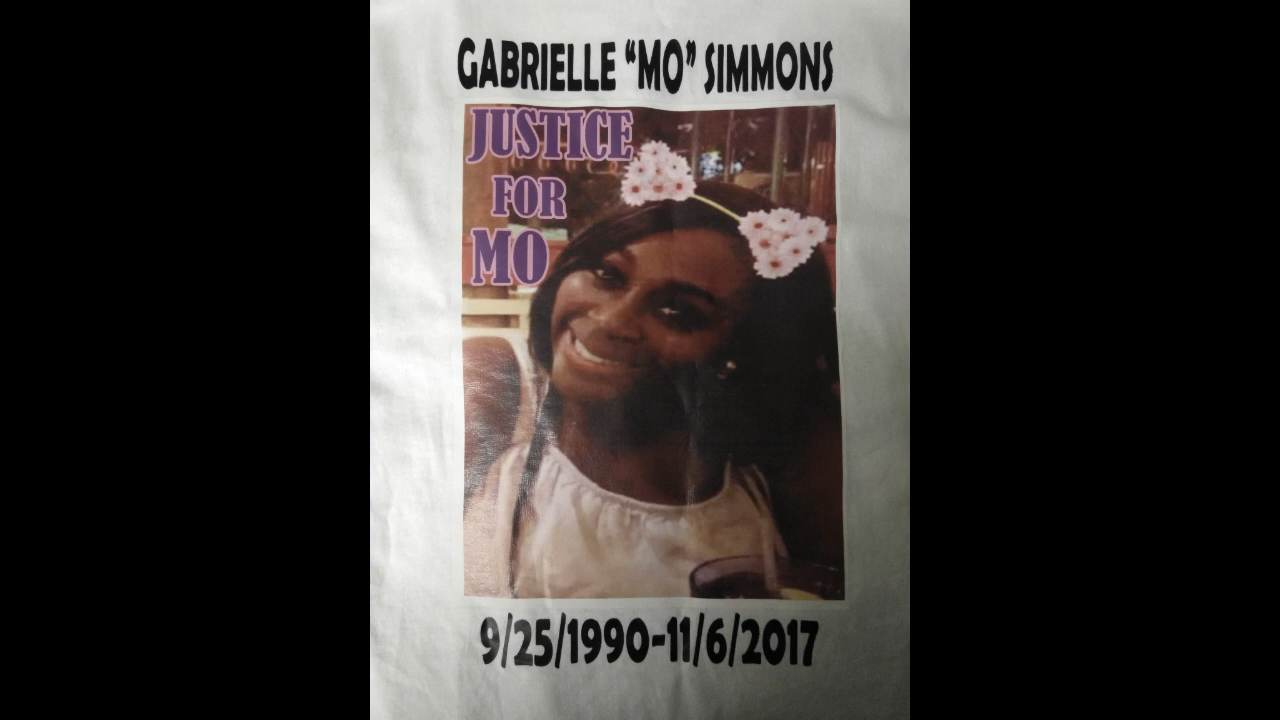 GABRIELLE “MO” SIMMONS
JUSTICE
FOR
MO
9/25/1990-11/6/2017